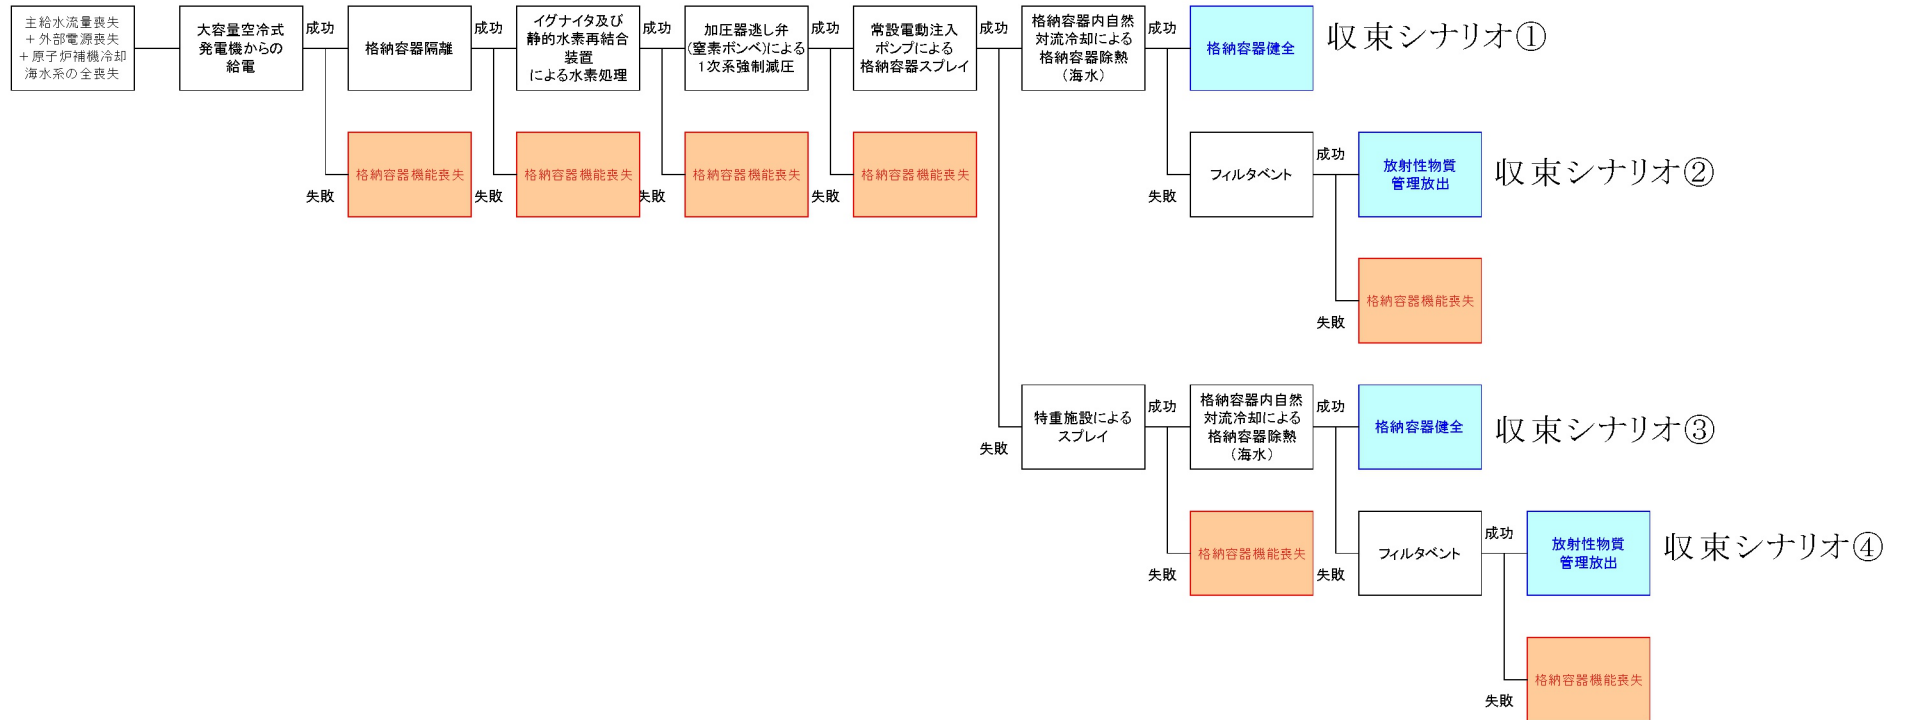 主給水流量喪失
+外部電源喪失
+原子炉補機冷却
海水系の全喪失
大容量空冷式
発電機からの
給電
成功
格納容器隔離
成功
イグナイタ及び
静的水素再結合
装置
による水素処理
成功
加圧器逃し弁
(窒素ボンベ)による
1次系強制減圧
成功
常設電動注入
ポンプによる
格納容器スプレイ
成功
格納容器内自然
対流冷却による
格納容器除熱
(海水)
成功
格納容器健全
収束シナリオ①
失敗
格納容器機能喪失
失敗
格納容器機能喪失
失敗
格納容器機能喪失
失敗
格納容器機能喪失
失敗
フィルタベント
成功
放射性物質
管理放出
収束シナリオ②
失敗
格納容器機能喪失
失敗
特重施設による
スプレイ
成功
格納容器内自然
対流冷却による
格納容器除熱
(海水)
成功
格納容器健全
収束シナリオ③
失敗
格納容器機能喪失
失敗
フィルタベント
成功
放射性物質
管理放出
収束シナリオ④
失敗
格納容器機能喪失